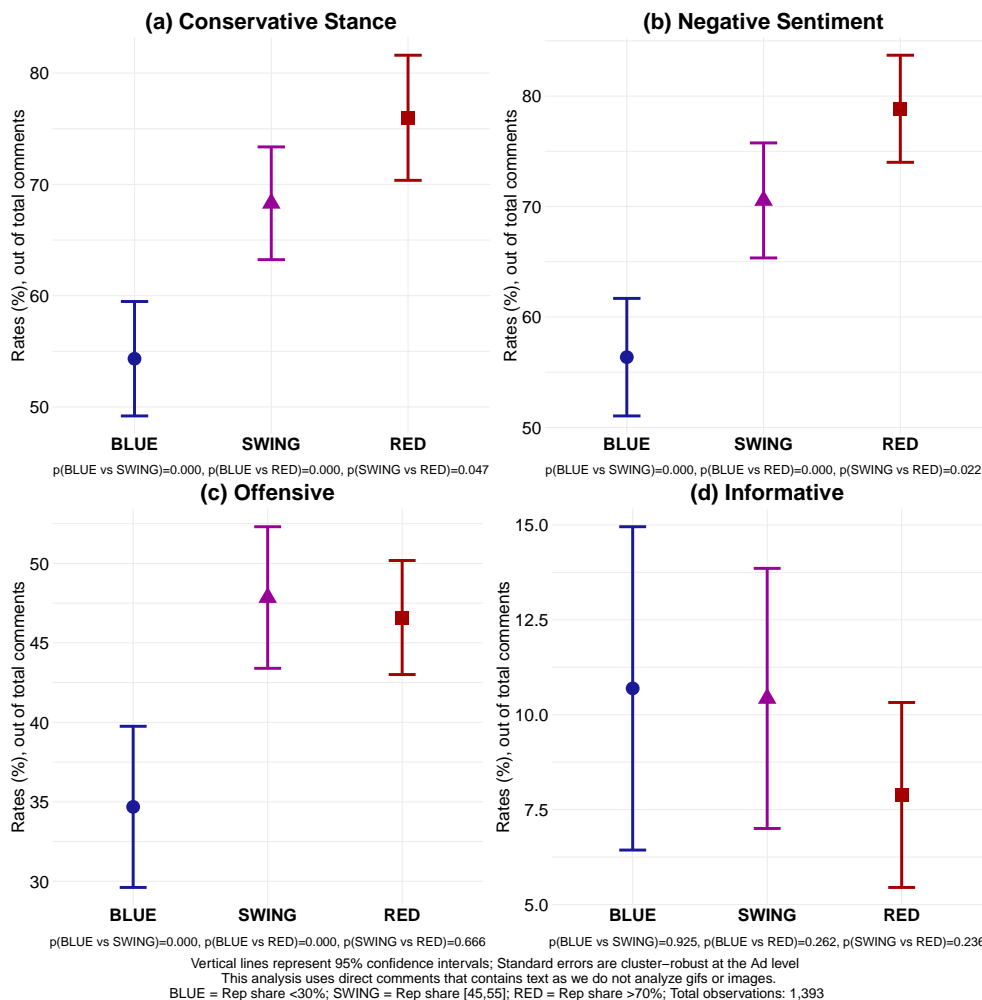 (a) Conservative Stance
Rates (%), out of total comments
80
70
60
50
BLUE SWING RED
p(BLUE vs SWING)=0.000, p(BLUE vs RED)=0.000, p(SWING vs RED)=0.047
(b) Negative Sentiment
Rates (%), out of total comments
80
70
60
50
BLUE SWING RED
p(BLUE vs SWING)=0.000, p(BLUE vs RED)=0.000, p(SWING vs RED)=0.022
(c) Offensive
Rates (%), out of total comments
50
45
40
35
30
BLUE SWING RED
p(BLUE vs SWING)=0.000, p(BLUE vs RED)=0.000, p(SWING vs RED)=0.666
(d) Informative
Rates (%), out of total comments
15.0
12.5
10.0
7.5
5.0
BLUE SWING RED
p(BLUE vs SWING)=0.925, p(BLUE vs RED)=0.262, p(SWING vs RED)=0.236
Vertical lines represent 95% confidence intervals; Standard errors are cluster−robust at the Ad level
This analysis uses direct comments that contains text as we do not analyze gifs or images.
BLUE = Rep share <30%; SWING = Rep share [45,55]; RED = Rep share >70%; Total observations: 1,393